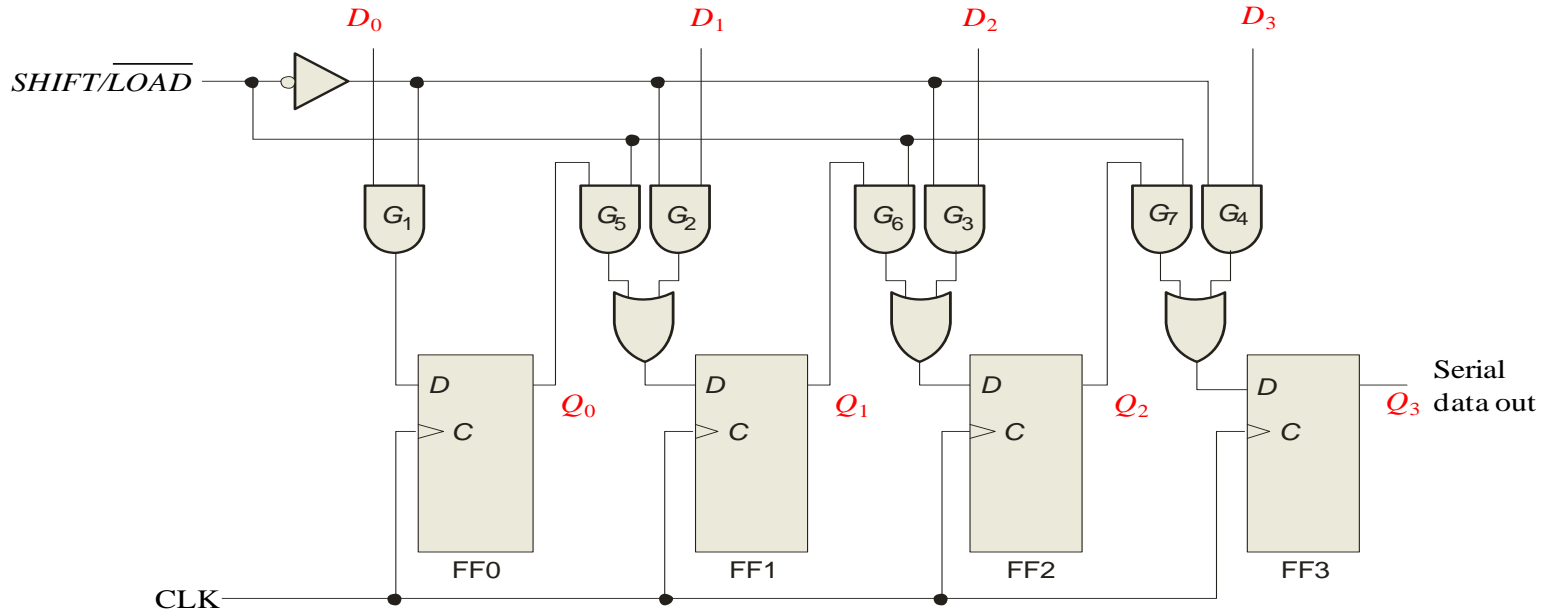 D0 D1 D2 D3
SHIFT/LOAD
G1 G5 G2 G6 G3 G7 G4
D D D D
Serial
data out
Q0 Q1 Q2 Q3
C C C C
FF0 FF1 FF2 FF3
CLK